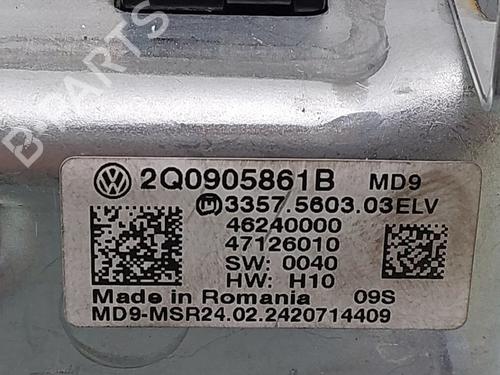 B-PARTS
2Q0905861B MD9
3357.5603.03ELV
46240000
47126010
SW: 0040
HW: H10
Made in Romania 09S
MD9-MSR24.02.2420714409